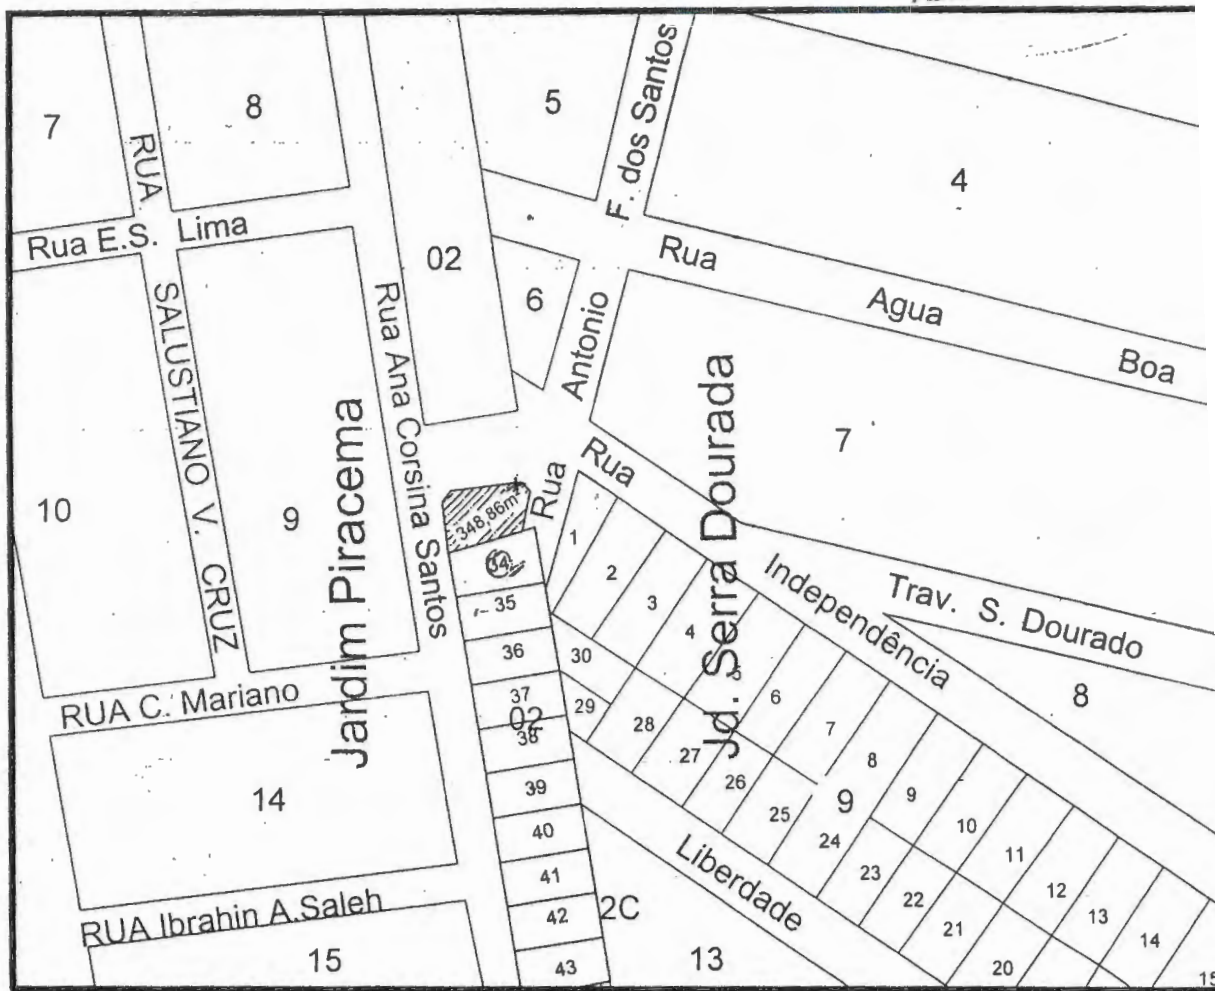 7
8
5
4
RUA
F. dos Santos
Rua E.S. Lima
02
Rua
Agua
Boa
6
Antonio
SALUSTIANO V. CRUZ
Rua Ana Corsina Santos
Jardim Piracema
Jd. Serra Dourada
7
10
9
Rua
Rua
348,86m²
1
34
2
Independência
Trav. S. Dourado
35
3
4
36
30
5
8
RUA C. Mariano
37
29
6
02
28
7
38
27
8
39
26
9
9
14
25
10
40
24
11
41
Liberdade
23
12
RUA Ibrahin A.Saleh
42
2C
22
13
21
14
15
43
13
20
15